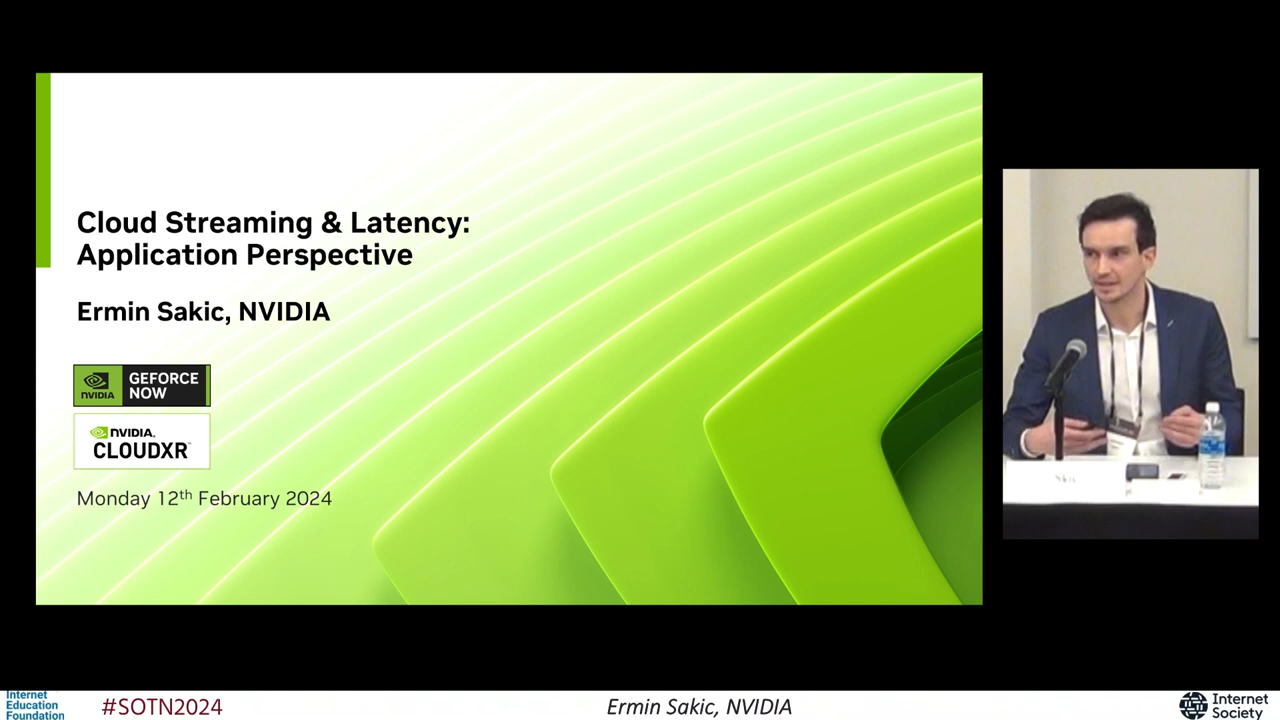 Cloud Streaming & Latency:
Application Perspective
Ermin Sakic, NVIDIA
NVIDIA
GEFORCE
NOW
NVIDIA.
CLOUDXR™
Monday 12th February 2024
Internet
Education
Foundation
#SOTN2024
Ermin Sakic, NVIDIA
Internet
Society